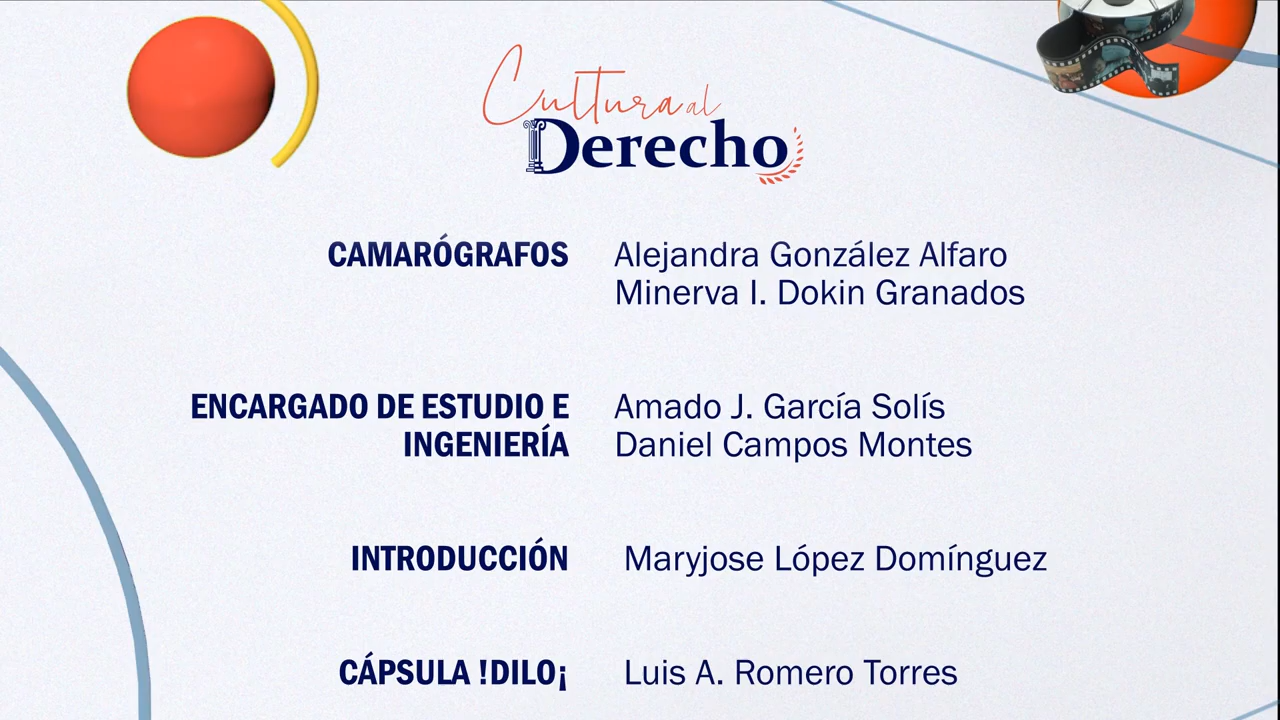 Cultura al
Derecho
CAMARÓGRAFOS Alejandra González Alfaro
Minerva I. Dokin Granados
ENCARGADO DE ESTUDIO E Amado J. García Solís
INGENIERÍA Daniel Campos Montes
INTRODUCCIÓN Maryjose López Domínguez
CÁPSULA !DILO¡ Luis A. Romero Torres